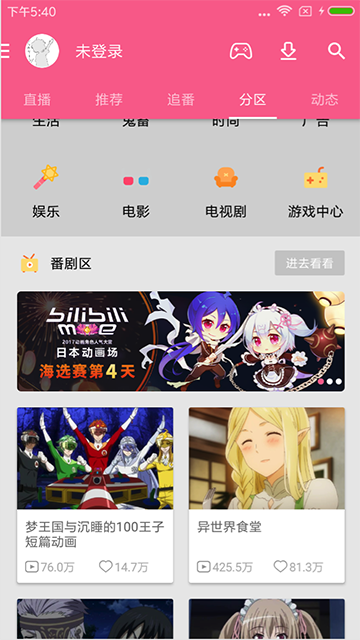 下午5:40
未登录
直播
推荐
追番
分区
动态
生活
鬼畜
时尚
广告
娱乐
电影
电视剧
游戏中心
番剧区
进去看看
bilibili
moe
2017动画角色人气大赏
日本动画场
海选赛第4天
梦王国与沉睡的100王子
短篇动画
异世界食堂
76.0万
14.7万
425.5万
81.3万